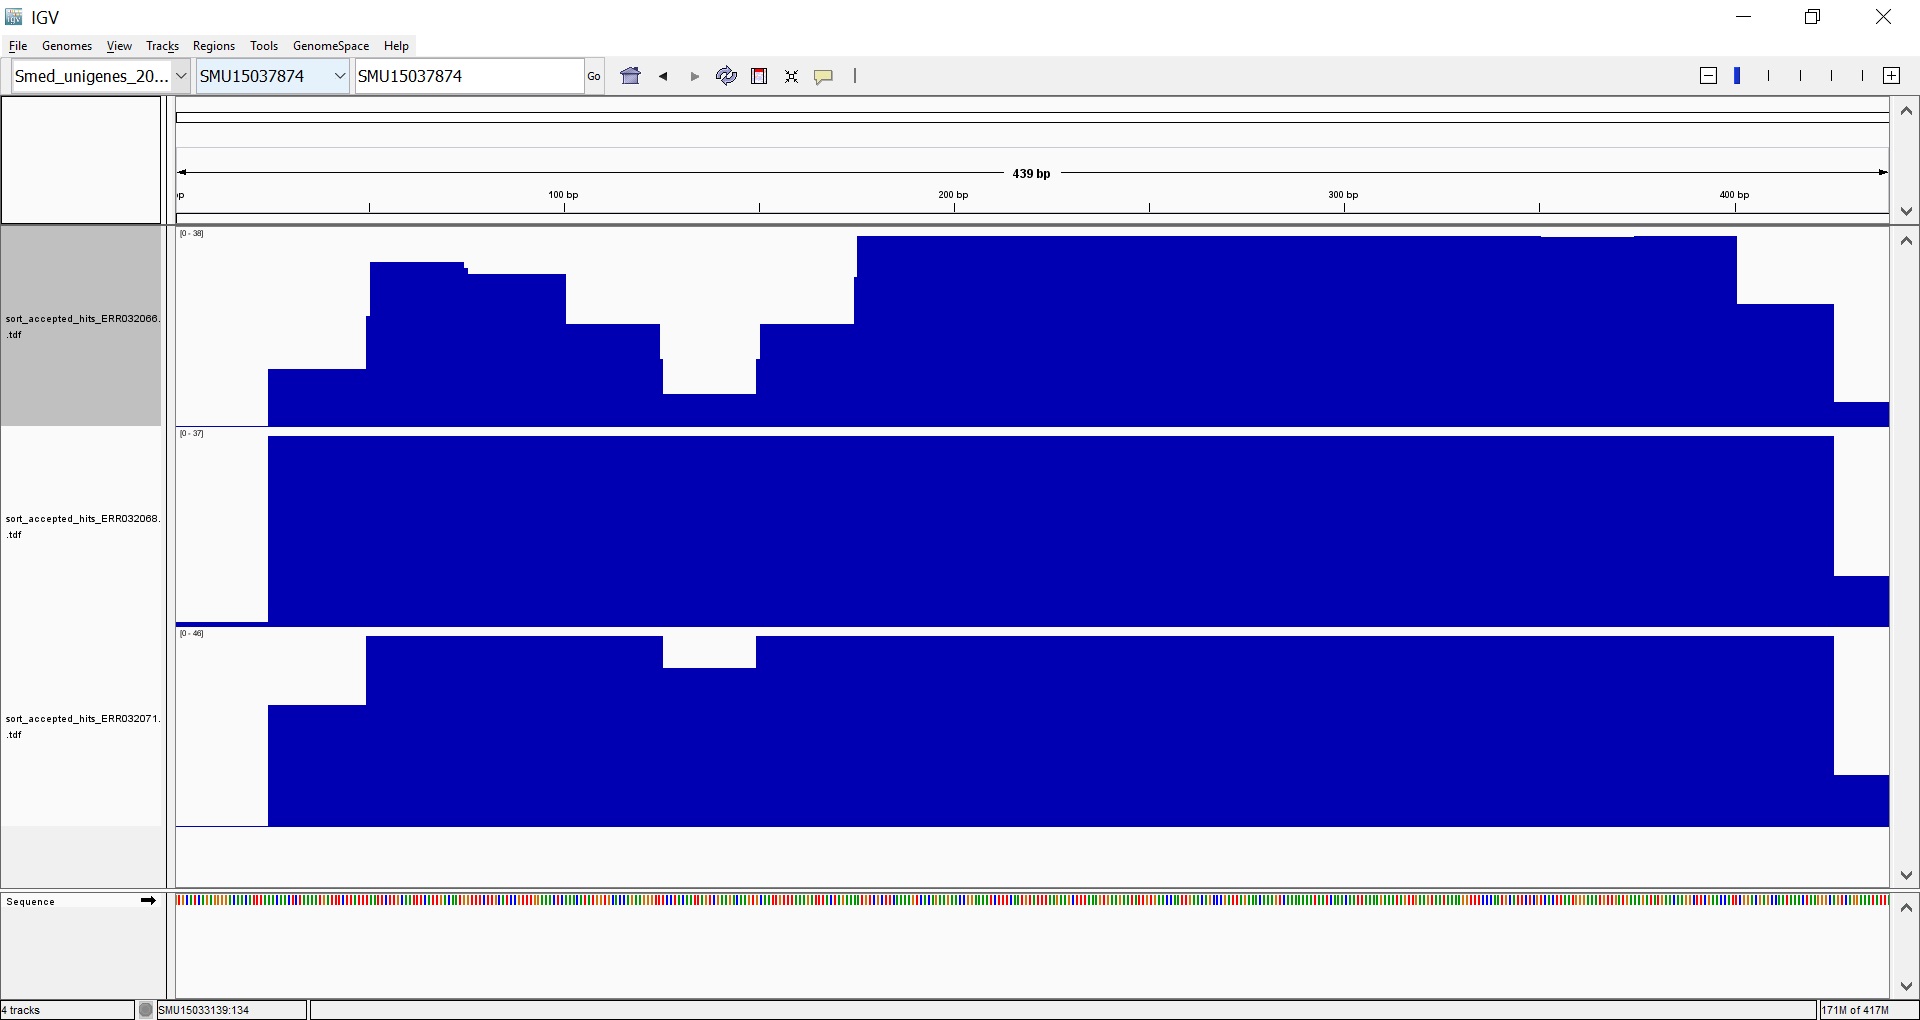 IGV
File Genomes View Tracks Regions Tools GenomeSpace Help
Smed_unigenes_20... SMU15037874 SMU15037874 Go
439 bp
p 100 bp 200 bp 300 bp 400 bp
[0 - 38]
sort_accepted_hits_ERR032066.
.tdf
[0 - 37]
sort_accepted_hits_ERR032068.
.tdf
[0 - 46]
sort_accepted_hits_ERR032071.
.tdf
Sequence
4 tracks SMU15033139:134 171M of 417M